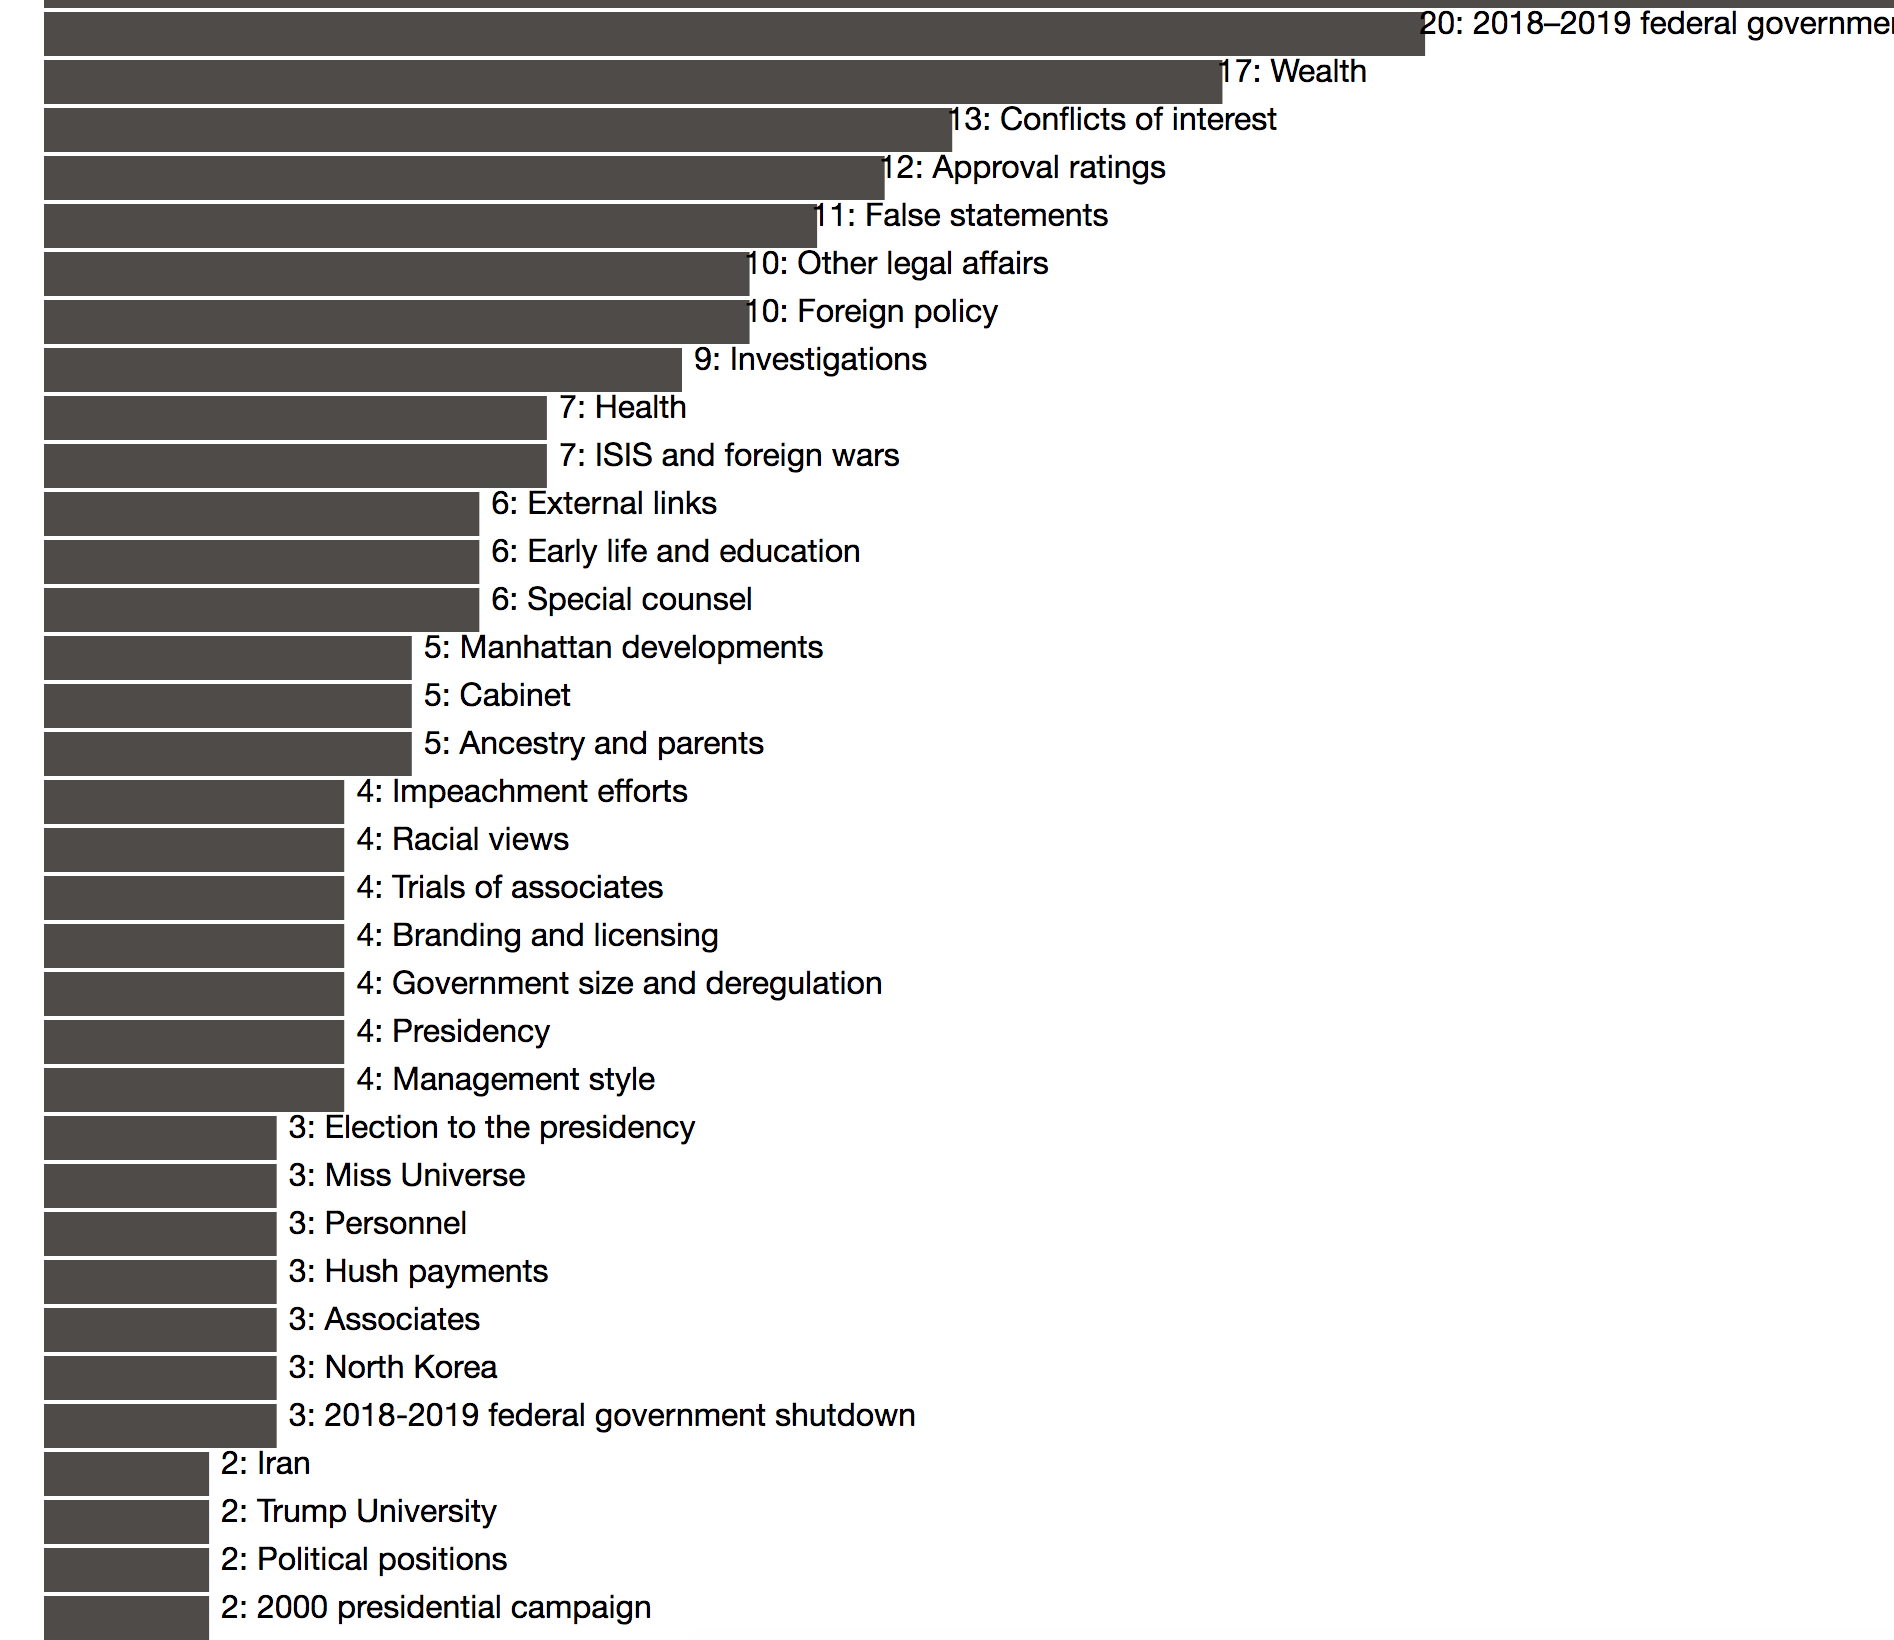 20: 2018–2019 federal
17: Wealth
13: Conflicts of interest
12: Approval ratings
11: False statements
10: Other legal affairs
10: Foreign policy
9: Investigations
7: Health
7: ISIS and foreign wars
6: External links
6: Early life and education
6: Special counsel
5: Manhattan developments
5: Cabinet
5: Ancestry and parents
4: Impeachment efforts
4: Racial views
4: Trials of associates
4: Branding and licensing
4: Government size and deregulation
4: Presidency
4: Management style
3: Election to the presidency
3: Miss Universe
3: Personnel
3: Hush payments
3: Associates
3: North Korea
3: 2018-2019 federal government shutdown
2: Iran
2: Trump University
2: Political positions
2: 2000 presidential campaign